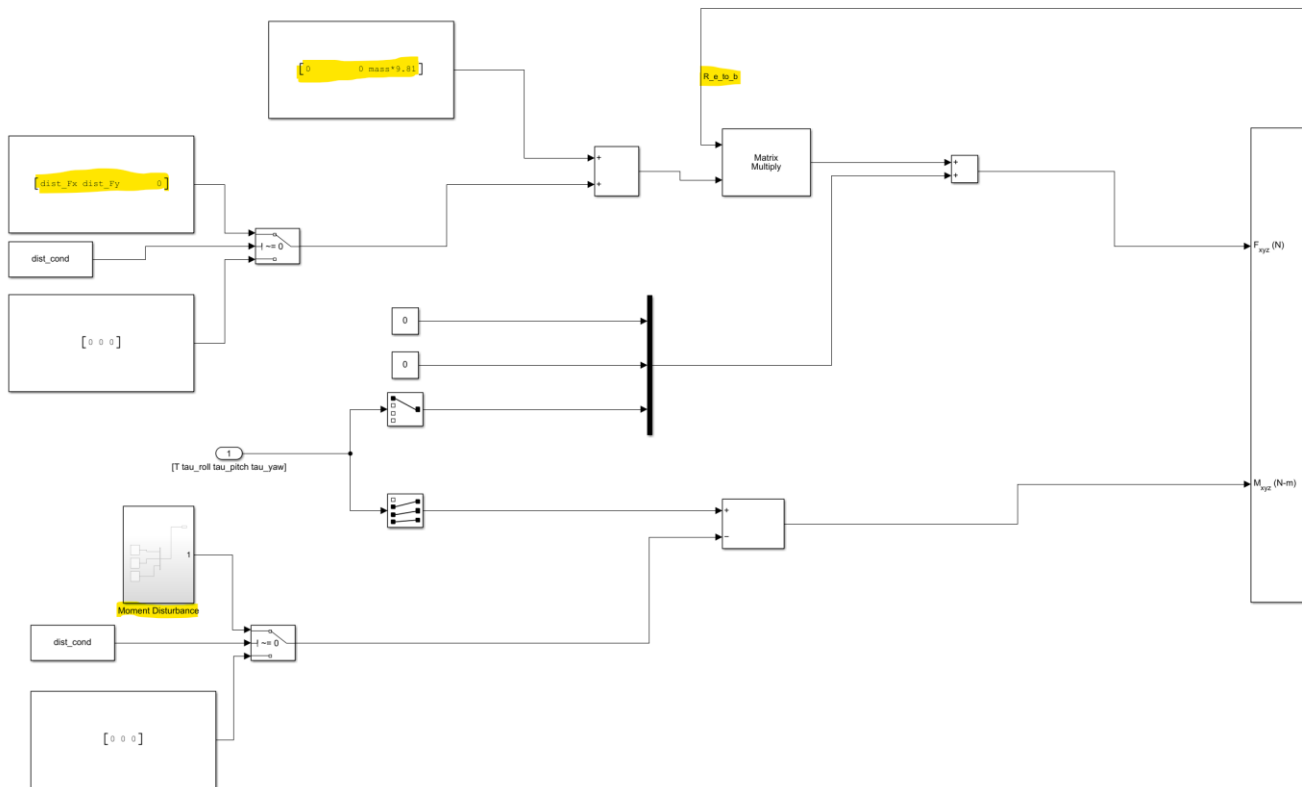 [0 0 mass*9.81]
R_e_to_b
[dist_Fx dist_Fy 0]
Matrix
Multiply
+
+
+
+
~= 0
dist_cond
F_xyz (N)
[0 0 0]
0
0
1
[T tau_roll tau_pitch tau_yaw]
M_xyz (N-m)
+
−
1
Moment Disturbance
dist_cond
~= 0
[0 0 0]